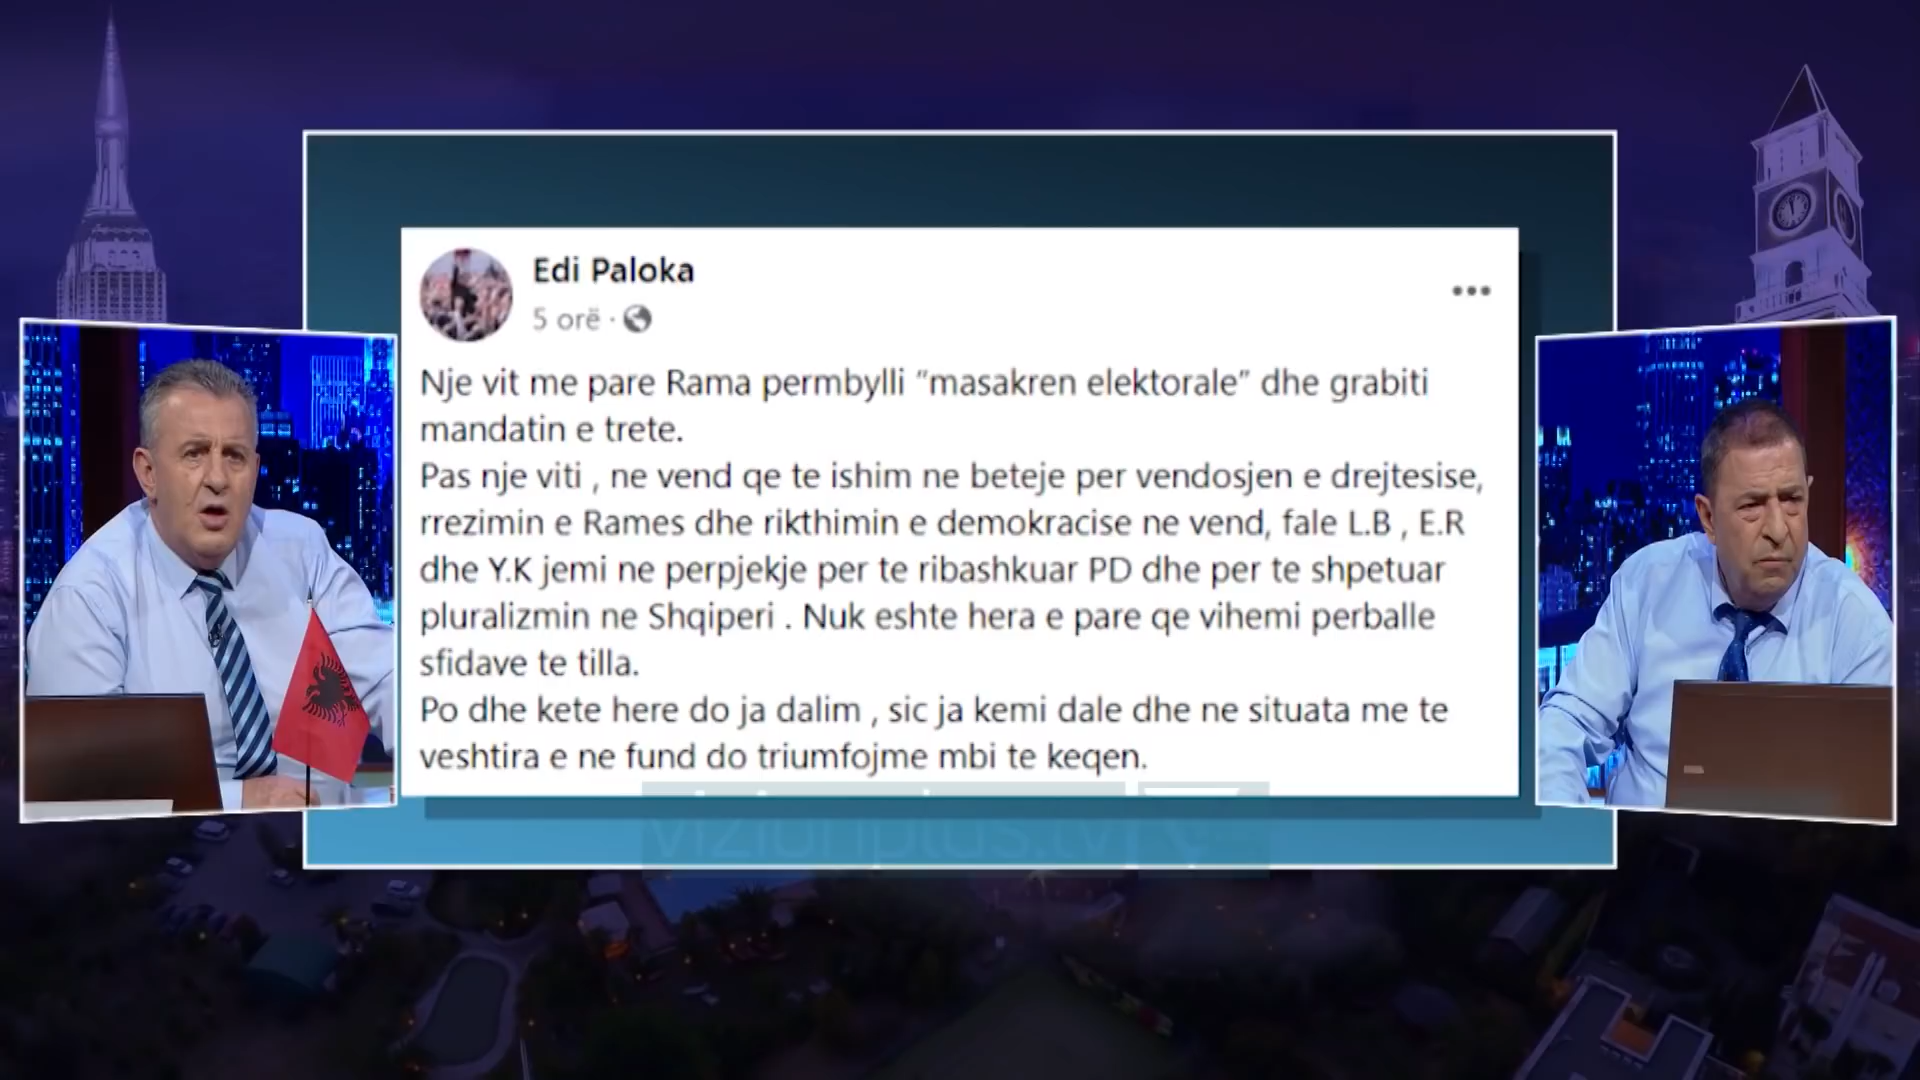 Edi Paloka
5 orë ·
Nje vit me pare Rama permbylli "masakren elektorale" dhe grabiti
mandatin e trete.
Pas nje viti , ne vend qe te ishim ne beteje per vendosjen e drejtesise,
rrezimin e Rames dhe rikthimin e demokracise ne vend, fale L.B , E.R
dhe Y.K jemi ne perpjekje per te ribashkuar PD dhe per te shpetuar
pluralizmin ne Shqiperi . Nuk eshte hera e pare qe vihemi perballe
sfidave te tilla.
Po dhe kete here do ja dalim , sic ja kemi dale dhe ne situata me te
veshtira e ne fund do triumfojme mbi te keqen.
vizionplus.tv